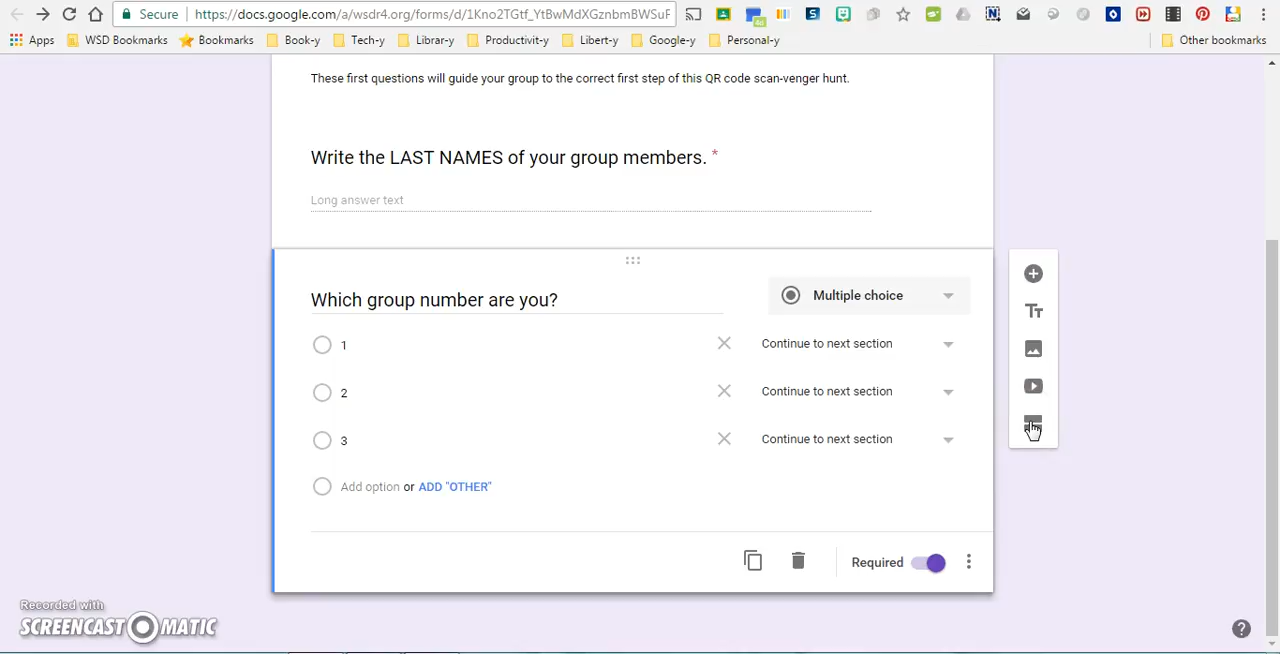 Secure
https://docs.google.com/a/wsdr4.org/forms/d/1Kno2TGtf_YtBwMdXGznbmBWSuF
Apps WSD Bookmarks Bookmarks Book-y Tech-y Librar-y Productivity Libert-y Google-y Personal-y Other bookmarks
These first questions will guide your group to the correct first step of this QR code scan-venger hunt.
Write the LAST NAMES of your group members. *
Long answer text
Which group number are you?
Multiple choice
1 Continue to next section
2 Continue to next section
3 Continue to next section
Add option or ADD "OTHER"
Required
Recorded with
SCREENCAST MATIC